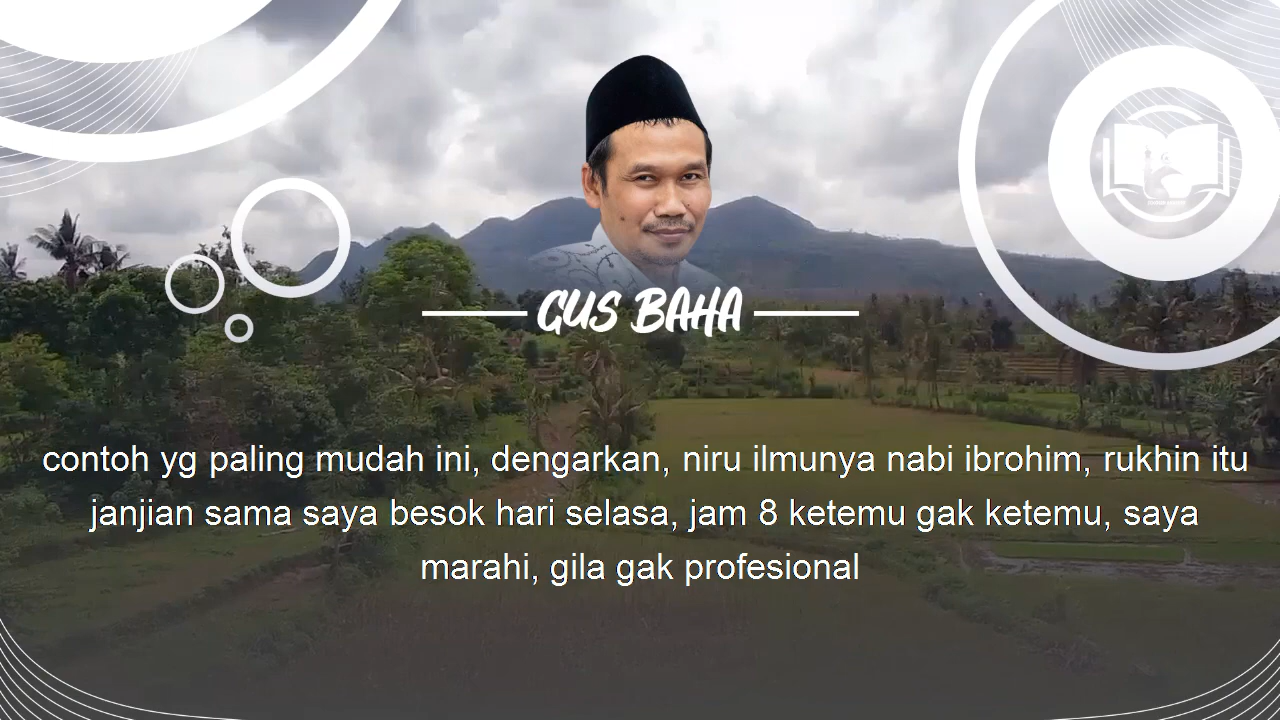 GUS BAHA
contoh yg paling mudah ini, dengarkan, niru ilmunya nabi ibrohim, rukhin itu
janjian sama saya besok hari selasa, jam 8 ketemu gak ketemu, saya
marahi, gila gak profesional